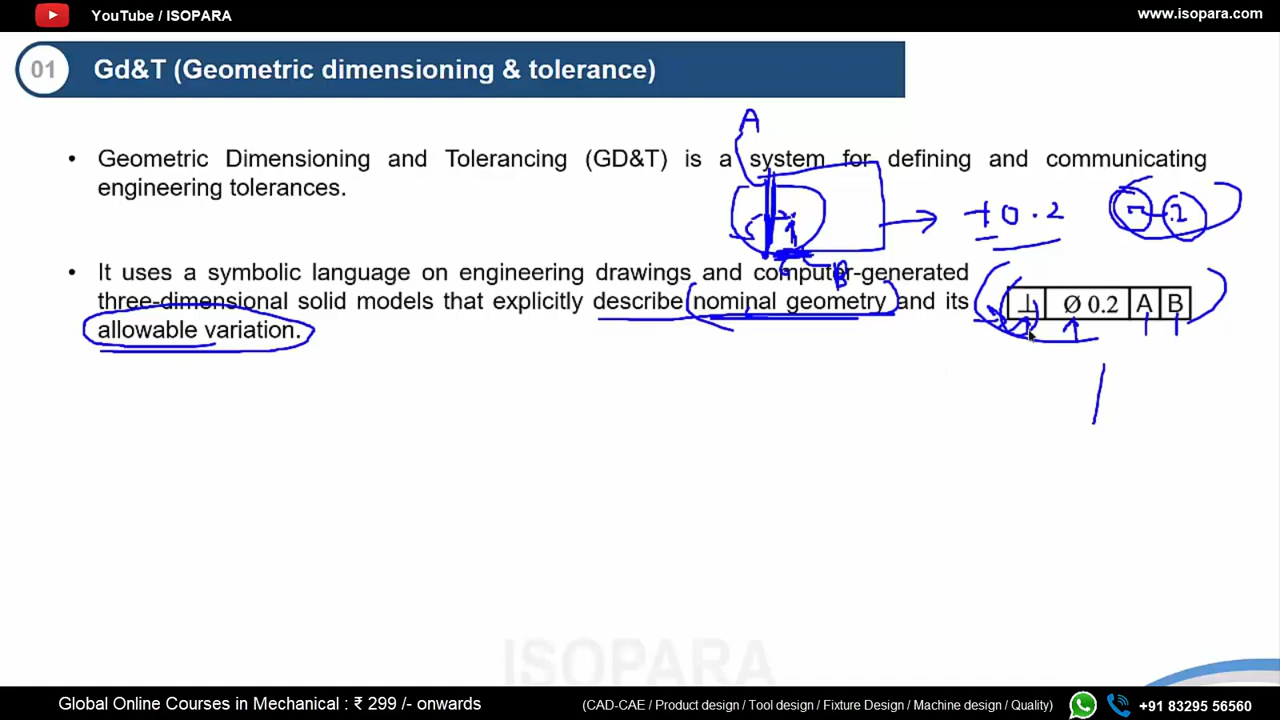 YouTube / ISOPARA
www.isopara.com
01
Gd&T (Geometric dimensioning & tolerance)
A
• Geometric Dimensioning and Tolerancing (GD&T) is a system for defining and communicating
engineering tolerances.
+0.2
B
• It uses a symbolic language on engineering drawings and computer-generated
three-dimensional solid models that explicitly describe nominal geometry and its
allowable variation.
⊥ Ø 0.2 A B
ISOPARA
Global Online Courses in Mechanical : ₹ 299 /- onwards
(CAD-CAE / Product design / Tool design / Fixture Design / Machine design / Quality)
+91 83295 56560